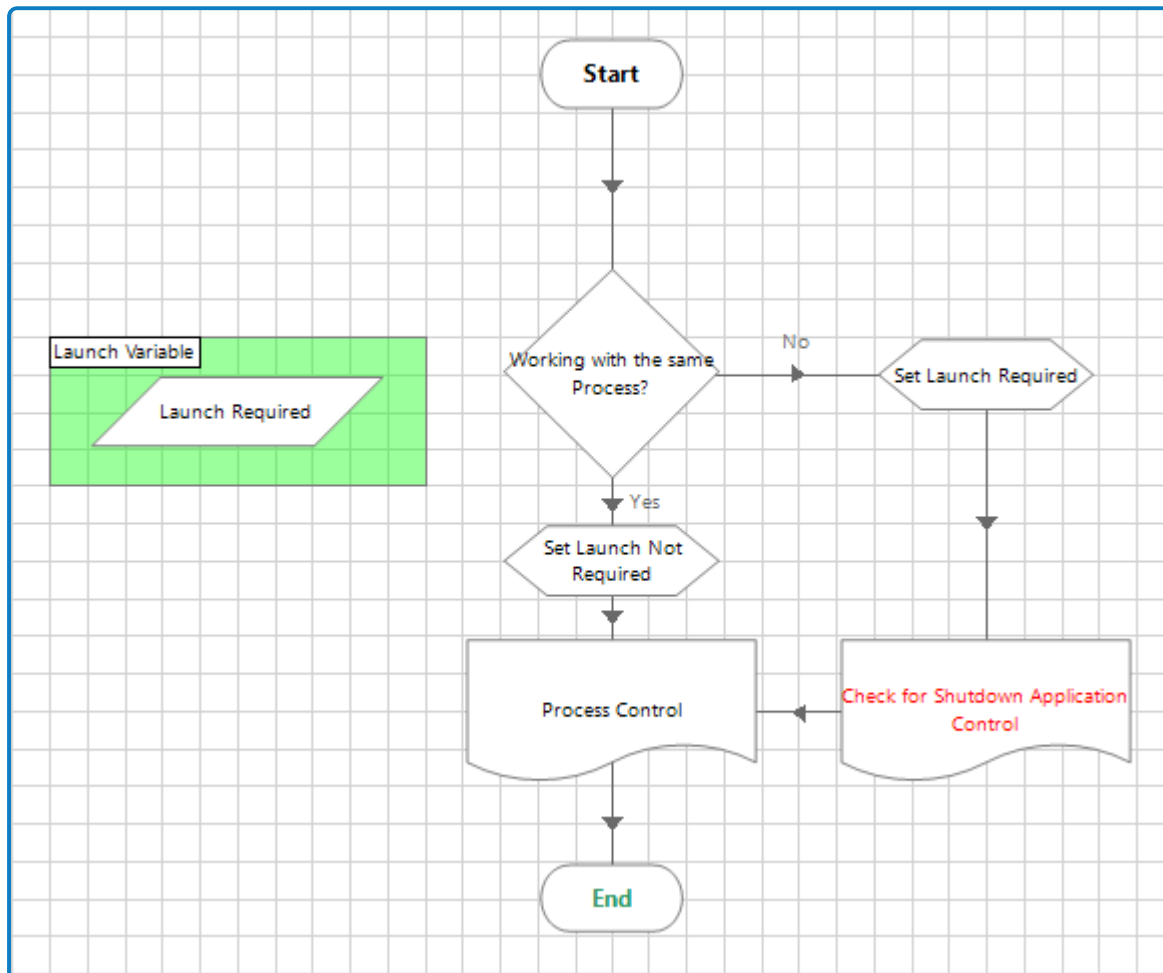 Start
Launch Variable
Launch Required
Working with the same
Process?
No
Set Launch Required
Yes
Set Launch Not
Required
Process Control
Check for Shutdown Application
Control
End